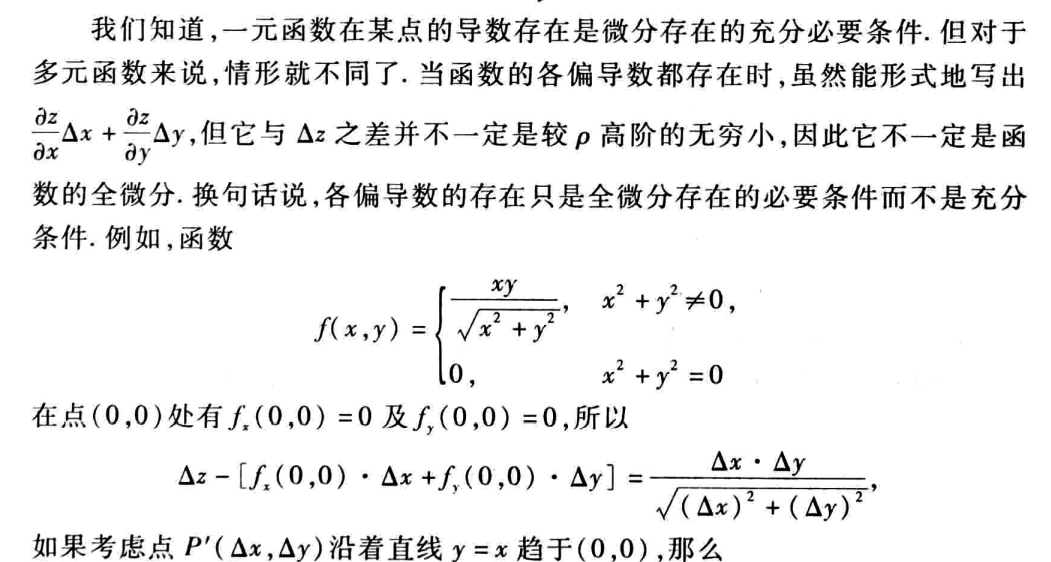 我们知道,一元函数在某点的导数存在是微分存在的充分必要条件.但对于
多元函数来说,情形就不同了.当函数的各偏导数都存在时,虽然能形式地写出
$\frac{\partial z}{\partial x}\Delta x + \frac{\partial z}{\partial y}\Delta y$,但它与 Δz 之差并不一定是较 ρ 高阶的无穷小,因此它不一定是函
数的全微分.换句话说,各偏导数的存在只是全微分存在的必要条件而不是充分
条件.例如,函数
$f(x,y) = \begin{cases} \frac{xy}{\sqrt{x^2+y^2}}, & x^2+y^2 \neq 0, \\ 0, & x^2+y^2 = 0 \end{cases}$
在点(0,0)处有 $f_x(0,0)=0$ 及 $f_y(0,0)=0$,所以
$\Delta z - [f_x(0,0) \cdot \Delta x + f_y(0,0) \cdot \Delta y] = \frac{\Delta x \cdot \Delta y}{\sqrt{(\Delta x)^2 + (\Delta y)^2}},$
如果考虑点 P′(Δx,Δy)沿着直线 y=x 趋于(0,0),那么